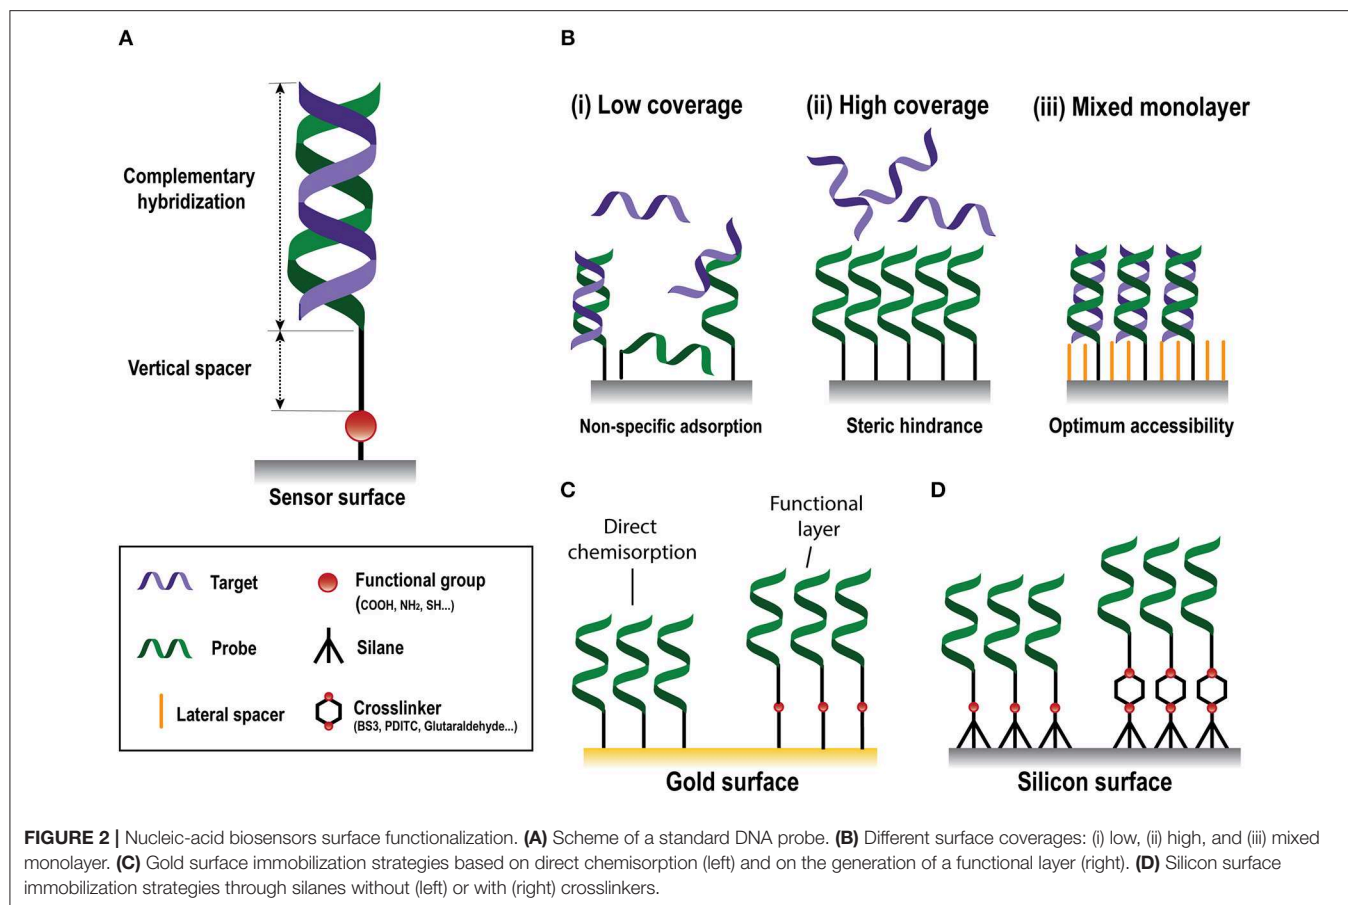 A
Complementary
hybridization
Vertical spacer
Sensor surface
B
(i) Low coverage
(ii) High coverage
(iii) Mixed monolayer
Non-specific adsorption
Steric hindrance
Optimum accessibility
Target
Functional group
(COOH, NH₂, SH...)
Probe
Silane
Lateral spacer
Crosslinker
(BS3, PDITC, Glutaraldehyde...)
C
Direct
chemisorption
Functional
layer
Gold surface
D
Silicon surface
FIGURE 2 | Nucleic-acid biosensors surface functionalization. (A) Scheme of a standard DNA probe. (B) Different surface coverages: (i) low, (ii) high, and (iii) mixed
monolayer. (C) Gold surface immobilization strategies based on direct chemisorption (left) and on the generation of a functional layer (right). (D) Silicon surface
immobilization strategies through silanes without (left) or with (right) crosslinkers.